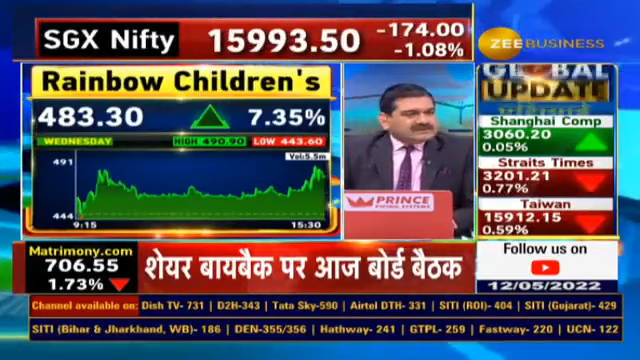 SGX Nifty 15993.50 -174.00
-1.08%
ZEE BUSINESS
Rainbow Children's
483.30 7.35%
WEDNESDAY HIGH 490.90 LOW 443.60
Vol:5.5m
491
444
9:15 15:30
PRINCE
PIPING SYSTEMS
GLOBAL
UPDATE
Shanghai Comp
3060.20
0.05%
Straits Times
3201.21
0.77%
Taiwan
15912.15
0.59%
Matrimony.com
706.55
1.73%
शेयर बायबैक पर आज बोर्ड बैठक
Follow us on
12/05/2022
Channel available on: Dish TV- 731 | D2H-343 | Tata Sky-590 | Airtel DTH- 331 | SITI (ROI)- 404 | SITI (Gujarat)- 429
SITI (Bihar & Jharkhand, WB)- 186 | DEN-355/356 | Hathway- 241 | GTPL- 259 | Fastway- 220 | UCN- 122